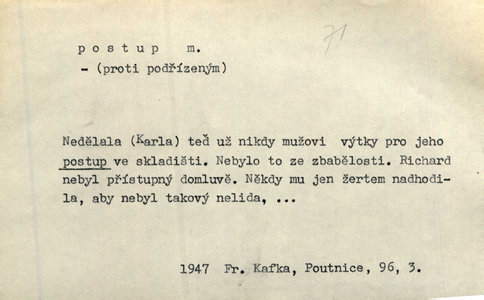 postup m.
71
- (proti podřízeným)
Nedělala (Karla) teď už nikdy mužovi výtky pro jeho
postup ve skladišti. Nebylo to ze zbabělosti. Richard
nebyl přístupný domluvě. Někdy mu jen žertem nadhodi-
la, aby nebyl takový nelida, ...
1947 Fr. Kafka, Poutnice, 96, 3.